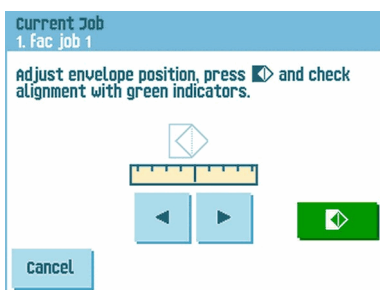 Current Job
1. Fac job 1
Adjust envelope position, press and check
alignment with green indicators.
Cancel